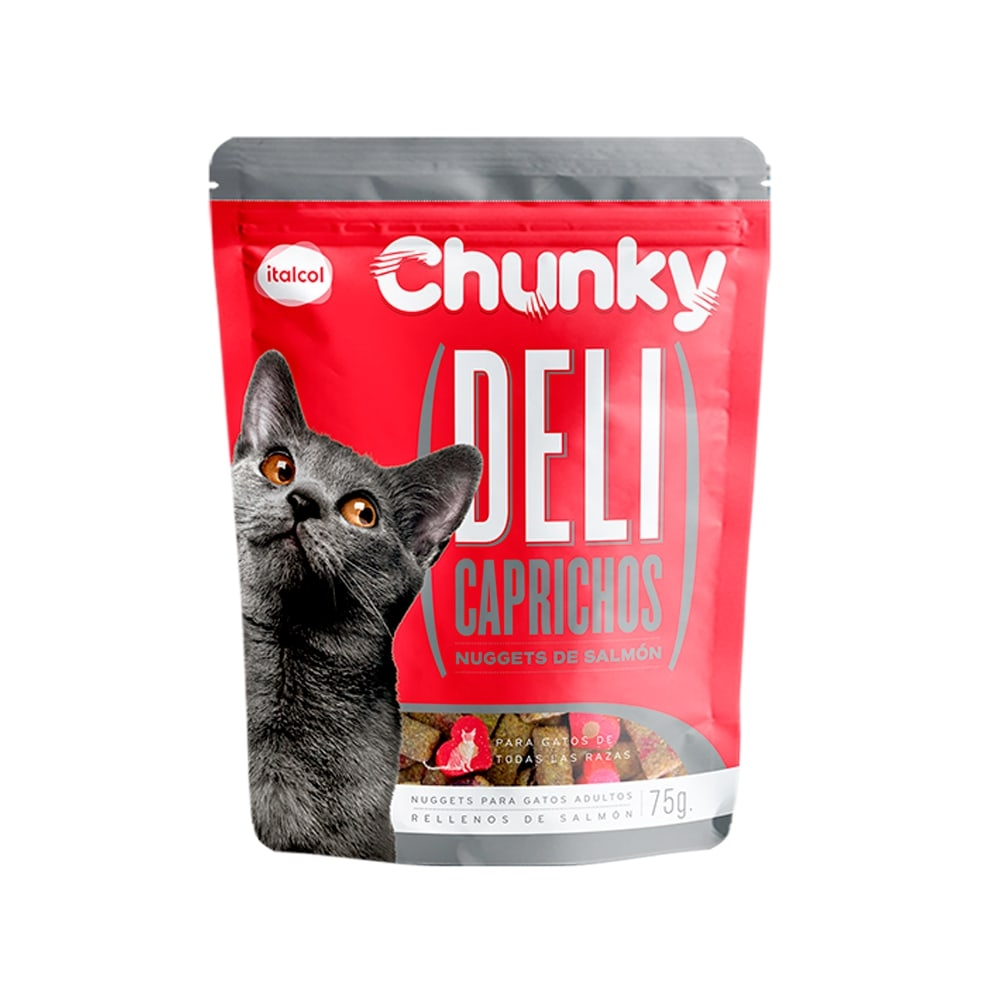 italcol
Chunky
DELI
CAPRICHOS
NUGGETS DE SALMÓN
PARA GATOS DE
TODAS LAS RAZAS
NUGGETS PARA GATOS ADULTOS
RELLENOS DE SALMÓN
75g.